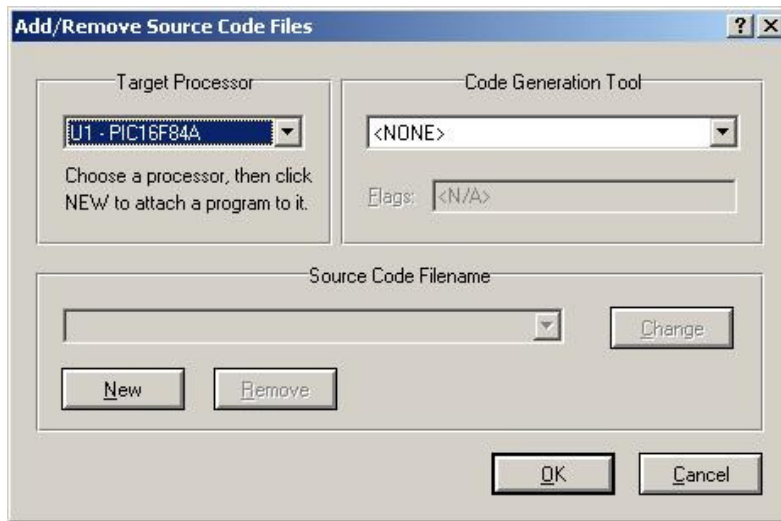 Add/Remove Source Code Files
Target Processor
U1 - PIC16F84A
Choose a processor, then click
NEW to attach a program to it.
Code Generation Tool
<NONE>
Flags: <N/A>
Source Code Filename
Change
New Remove
OK Cancel